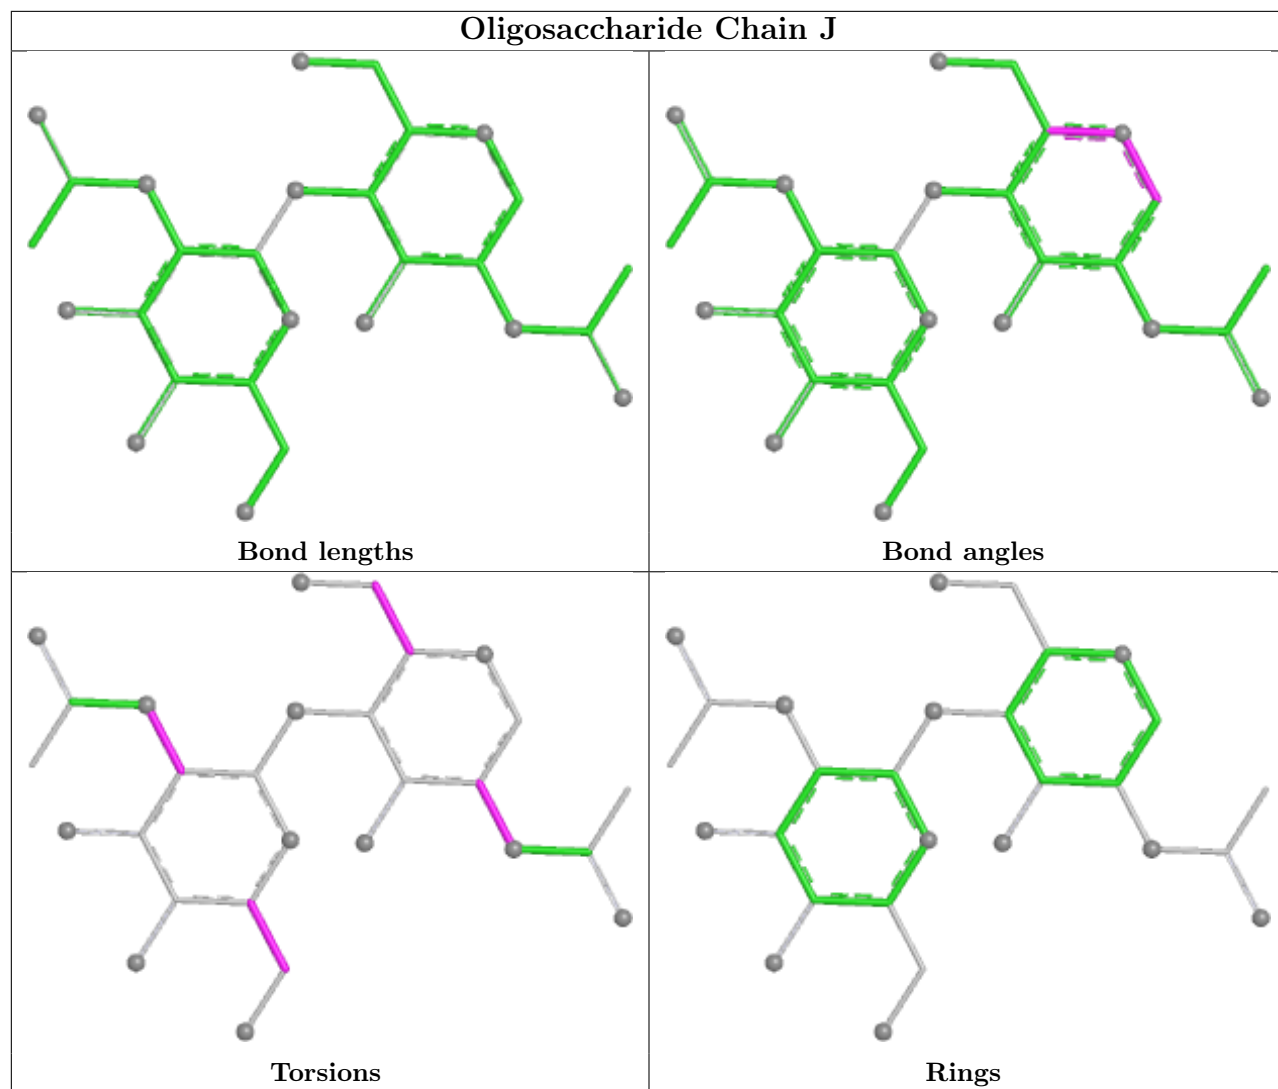 Oligosaccharide Chain J
Bond lengths
Bond angles
Torsions
Rings